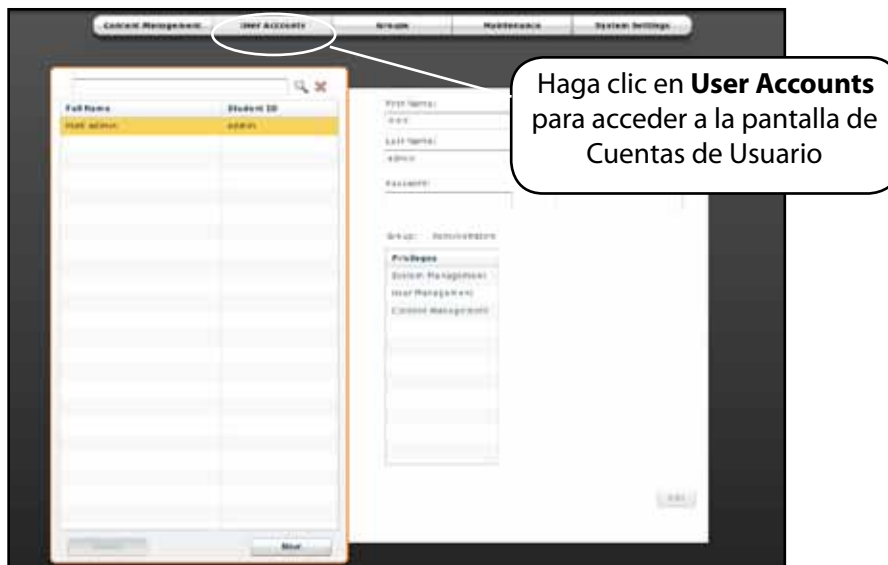 Content Management User Accounts Groups Maintenance System Settings
Haga clic en User Accounts
para acceder a la pantalla de
Cuentas de Usuario
Full Name Student ID
admin admin
First Name:
Last Name:
admin
Password:
Group: Administrators
Privileges
System Management
User Management
Content Management
Edit
New